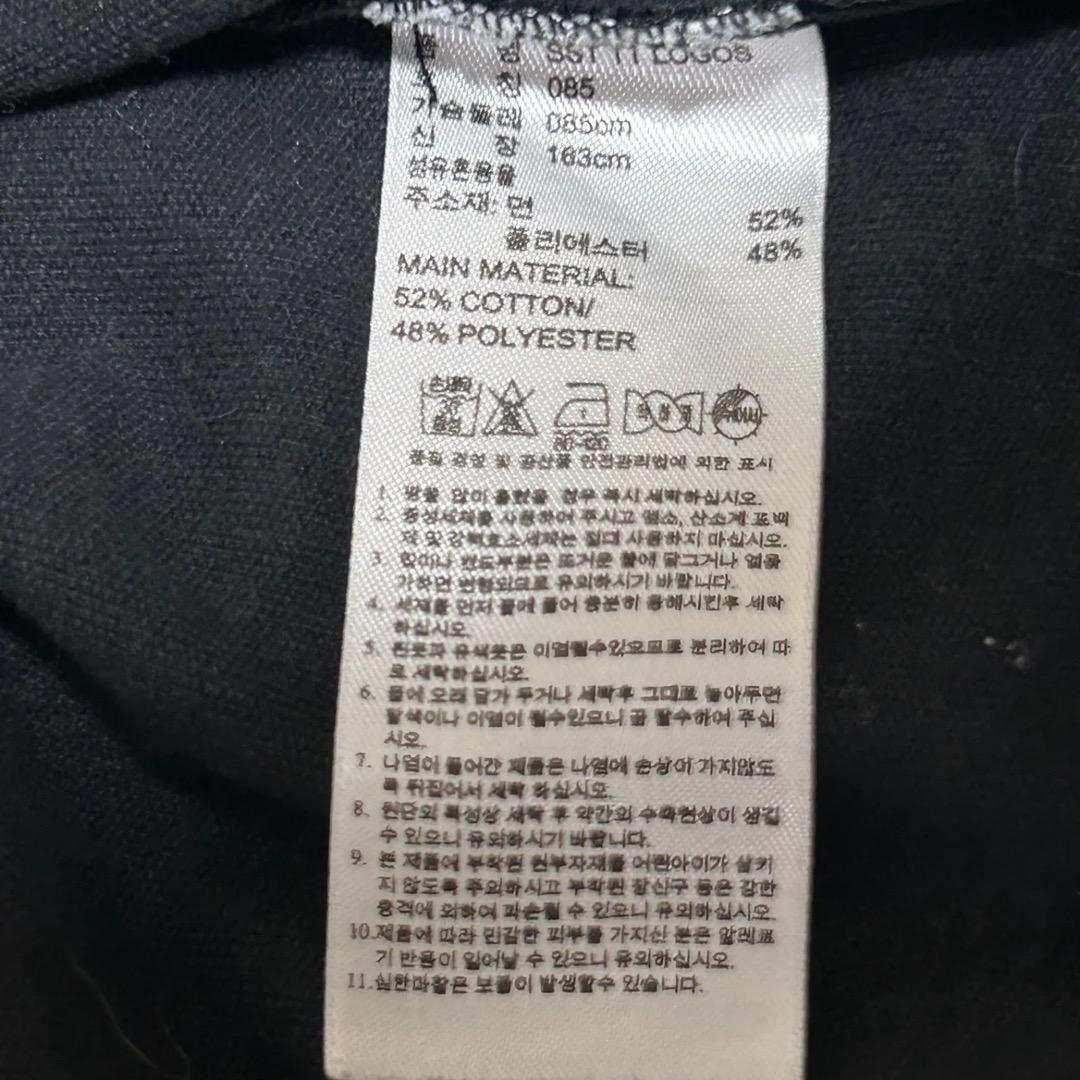 명 SST TT LOGOS
칭 085
가슴둘레 085cm
신 장 163cm
섬유혼용율
주소재: 면 52%
폴리에스터 48%
MAIN MATERIAL:
52% COTTON/
48% POLYESTER
손세탁 중성 약하게
80-120
품질 경영 및 공산품 안전관리법에 의한 표시
1. 땀을 많이 흘렸을 경우 즉시 세탁하십시오.
2. 중성세제를 사용하여 주시고 염소, 산소계 표백
제 및 강력효소세제는 절대 사용하지 마십시오.
3. 허리나 밴드부분은 뜨거운 물에 담그거나 열을
가하면 변형되므로 유의하시기 바랍니다.
4. 세제를 먼저 물에 풀어 충분히 용해시킨후 세탁
하십시오.
5. 흰옷과 유색옷은 이염될수있으므로 분리하여 따
로 세탁하십시오.
6. 물에 오래 담가 두거나 세탁후 그대로 놓아두면
탈색이나 이염이 될수있으니 곧 탈수하여 주십
시오.
7. 나염이 들어간 제품은 나염에 손상이 가지않도
록 뒤집어서 세탁 하십시오.
8. 원단의 특성상 세탁 후 약간의 수축현상이 생길
수 있으니 유의하시기 바랍니다.
9. 본 제품에 부착된 원부자재를 어린아이가 삼키
지 않도록 주의하시고 부착된 장신구 등은 강한
충격에 의하여 파손될 수 있으니 유의하십시오.
10.제품에 따라 민감한 피부를 가지신 분은 알레르
기 반응이 일어날 수 있으니 유의하십시오.
11.심한마찰은 보풀이 발생할수 있습니다.